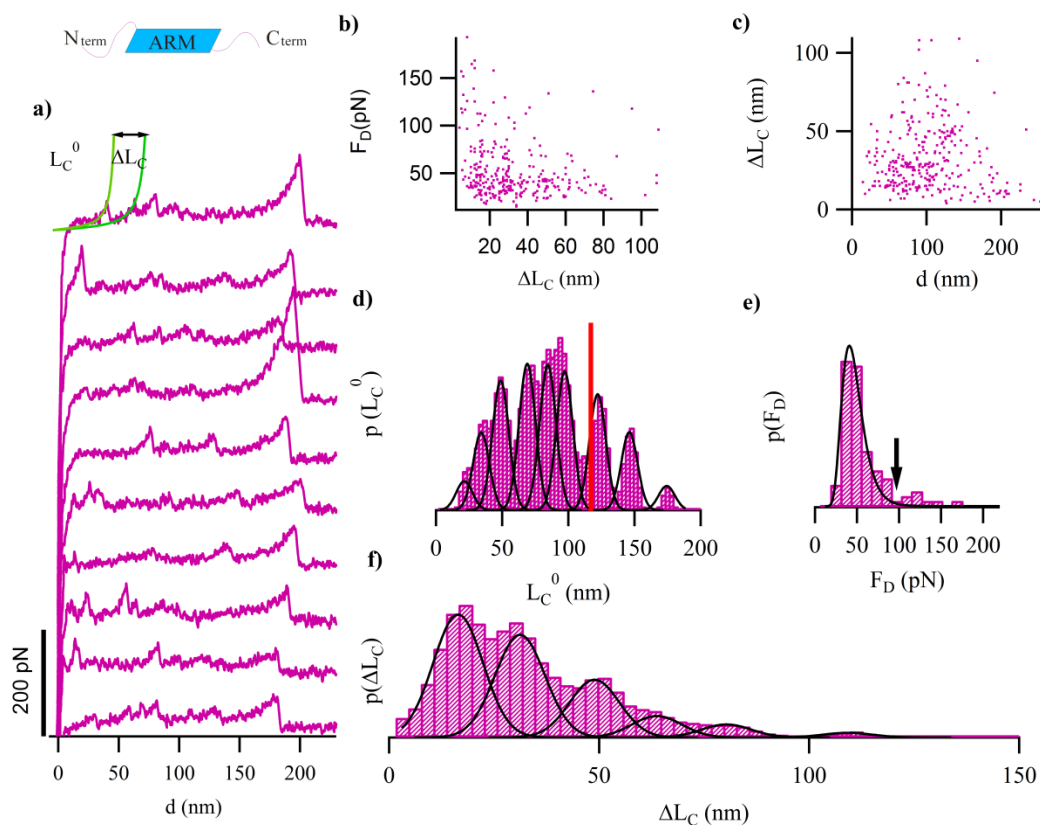 N term ARM C term
a)
L_C^0 ΔL_C
200 pN
0 50 100 150 200
d (nm)
b)
F_D(pN)
150
100
50
20 40 60 80 100
ΔL_C (nm)
c)
ΔL_C (nm)
100
50
0
0 100 200
d (nm)
d)
p (L_C^0)
0 50 100 150 200
L_C^0 (nm)
e)
p(F_D)
0 50 100 150 200
F_D (pN)
f)
p(ΔL_C)
0 50 100 150
ΔL_C (nm)